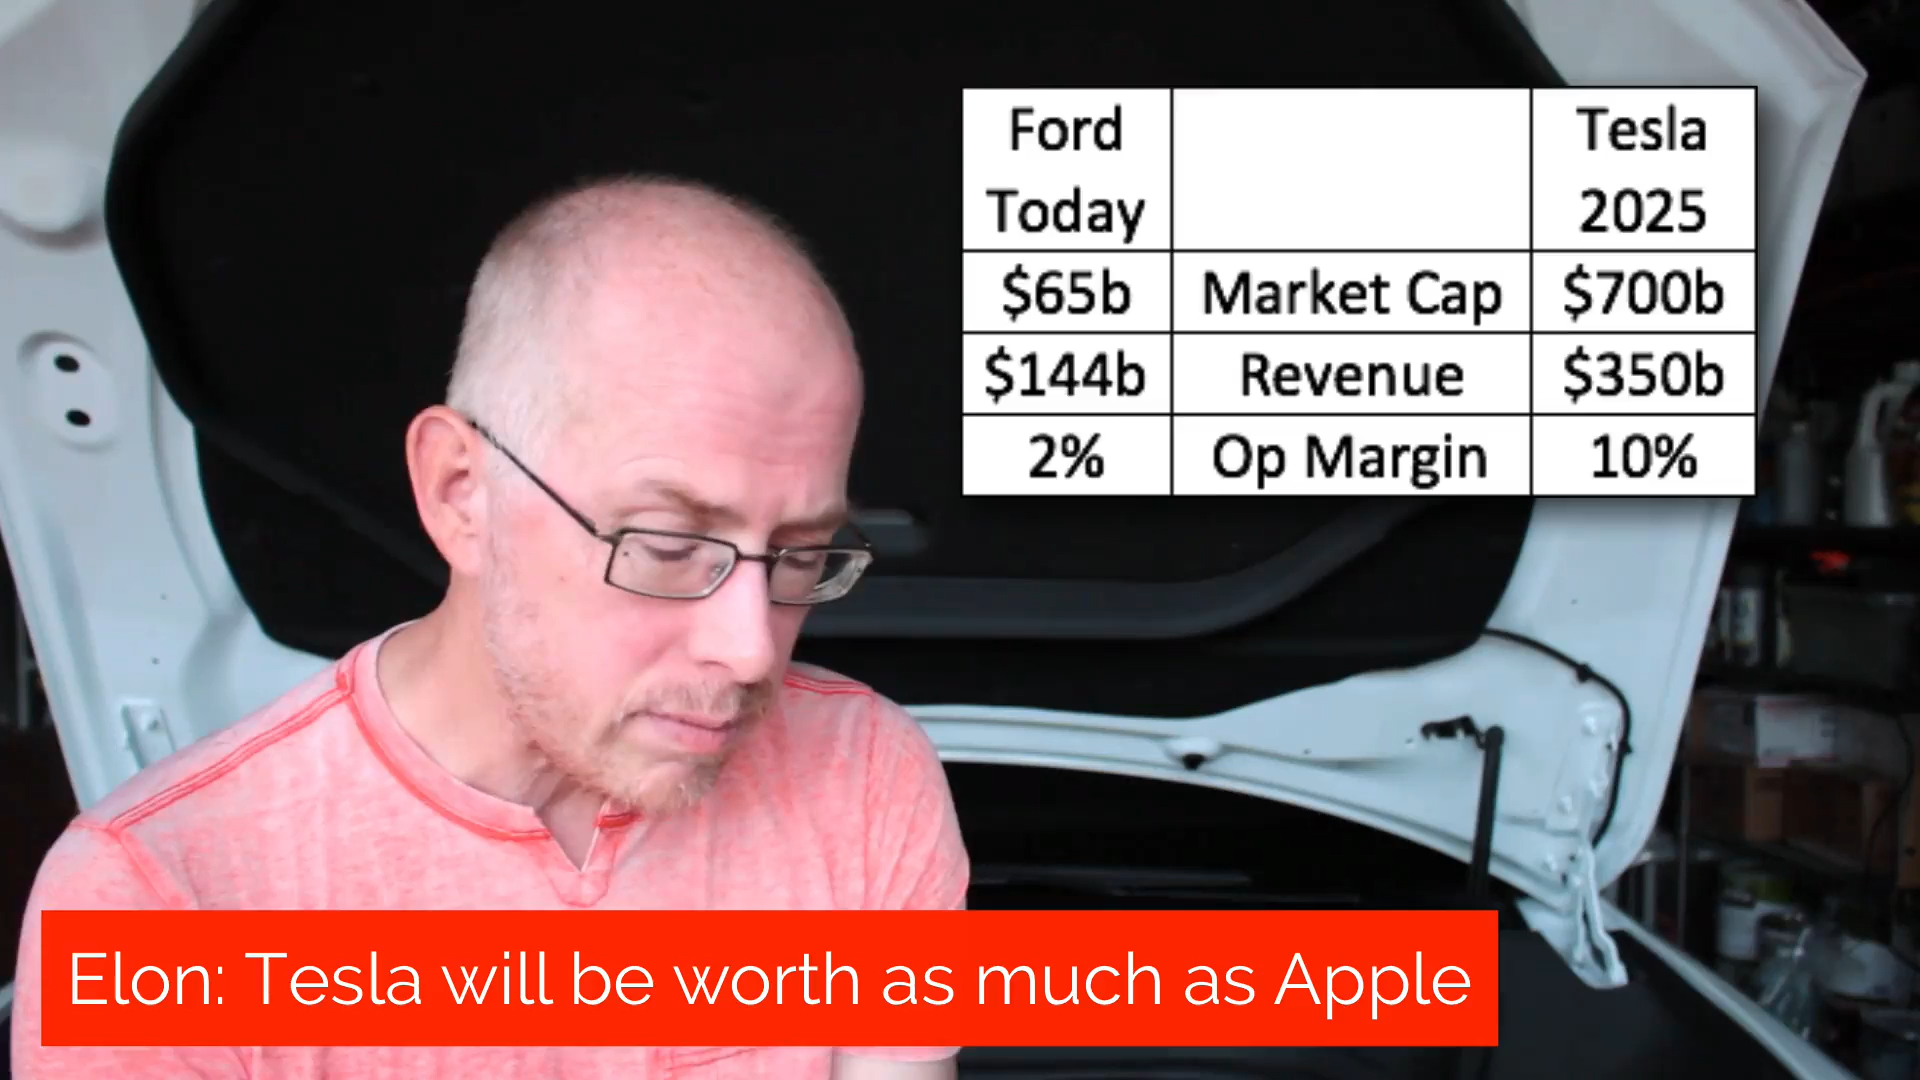 Ford Today | | Tesla 2025
$65b | Market Cap | $700b
$144b | Revenue | $350b
2% | Op Margin | 10%
Elon: Tesla will be worth as much as Apple